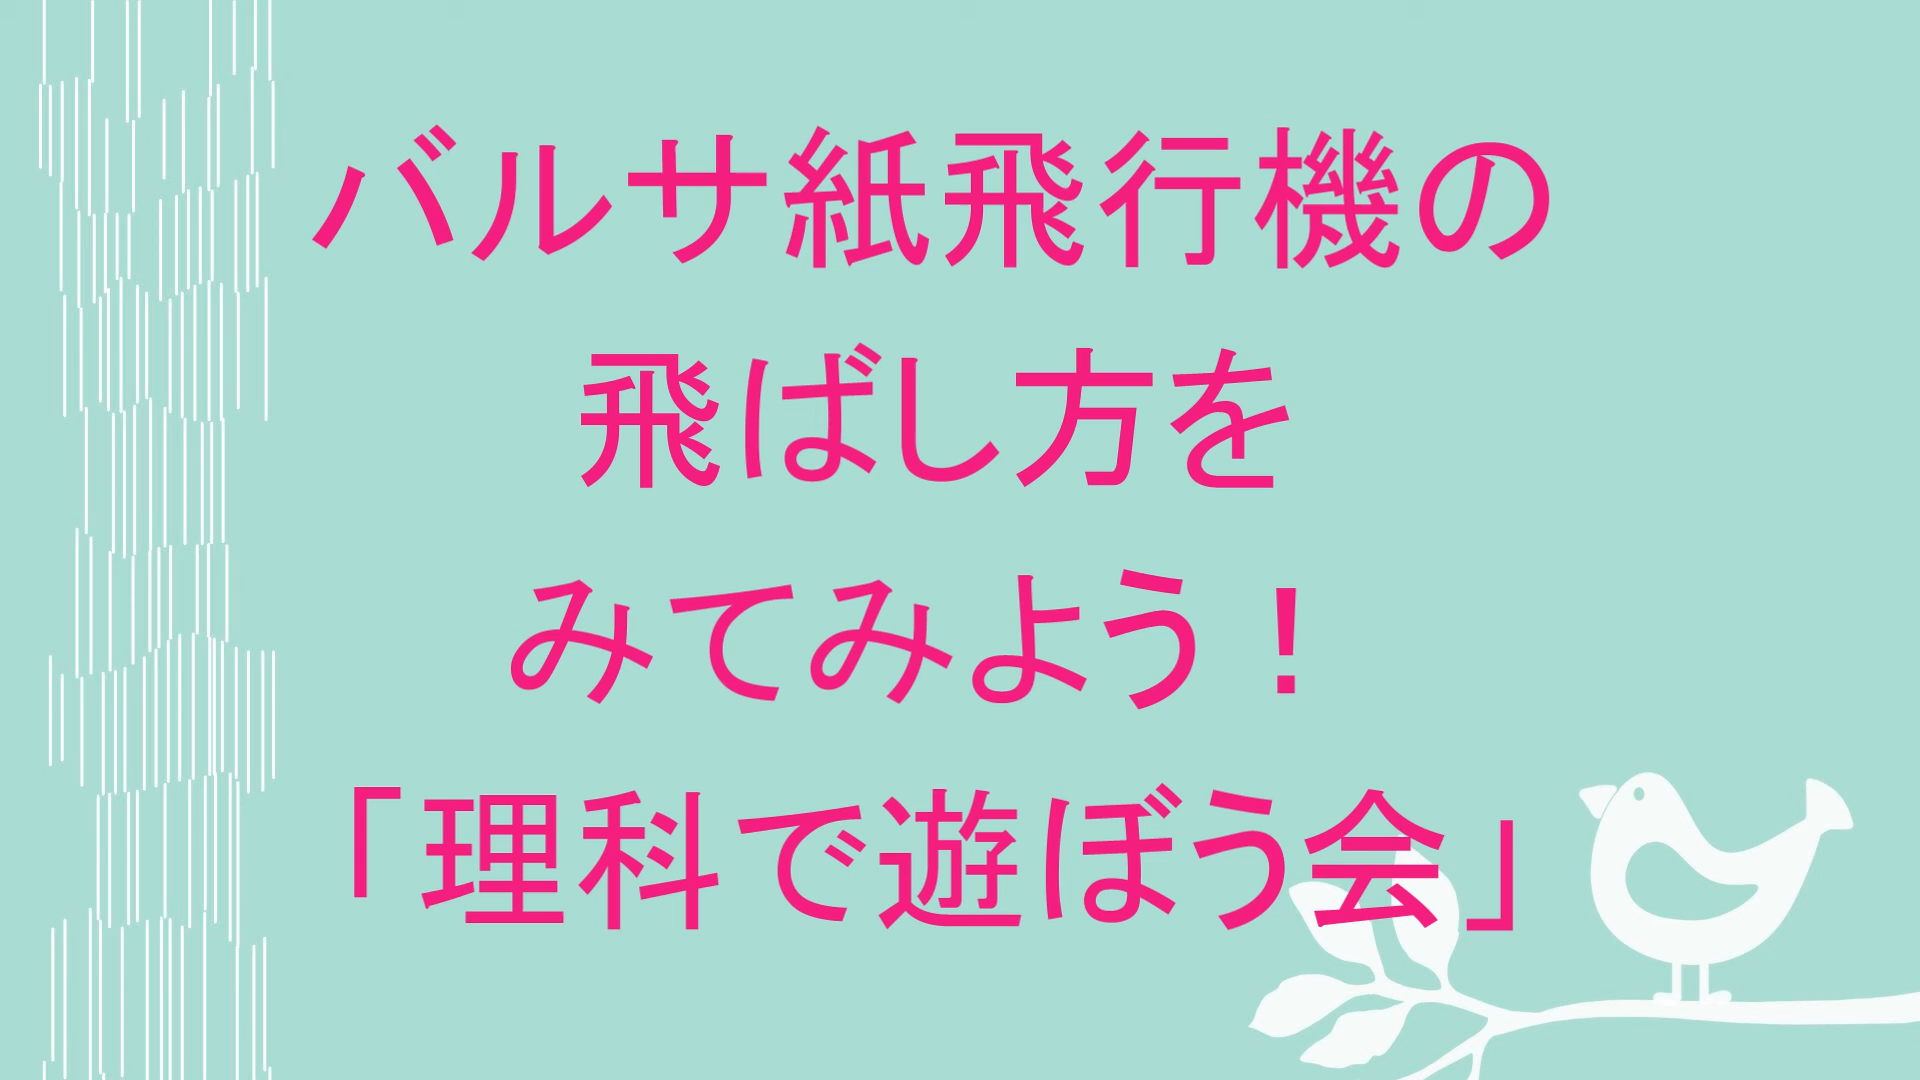 バルサ紙飛行機の
飛ばし方を
みてみよう！
「理科で遊ぼう会」